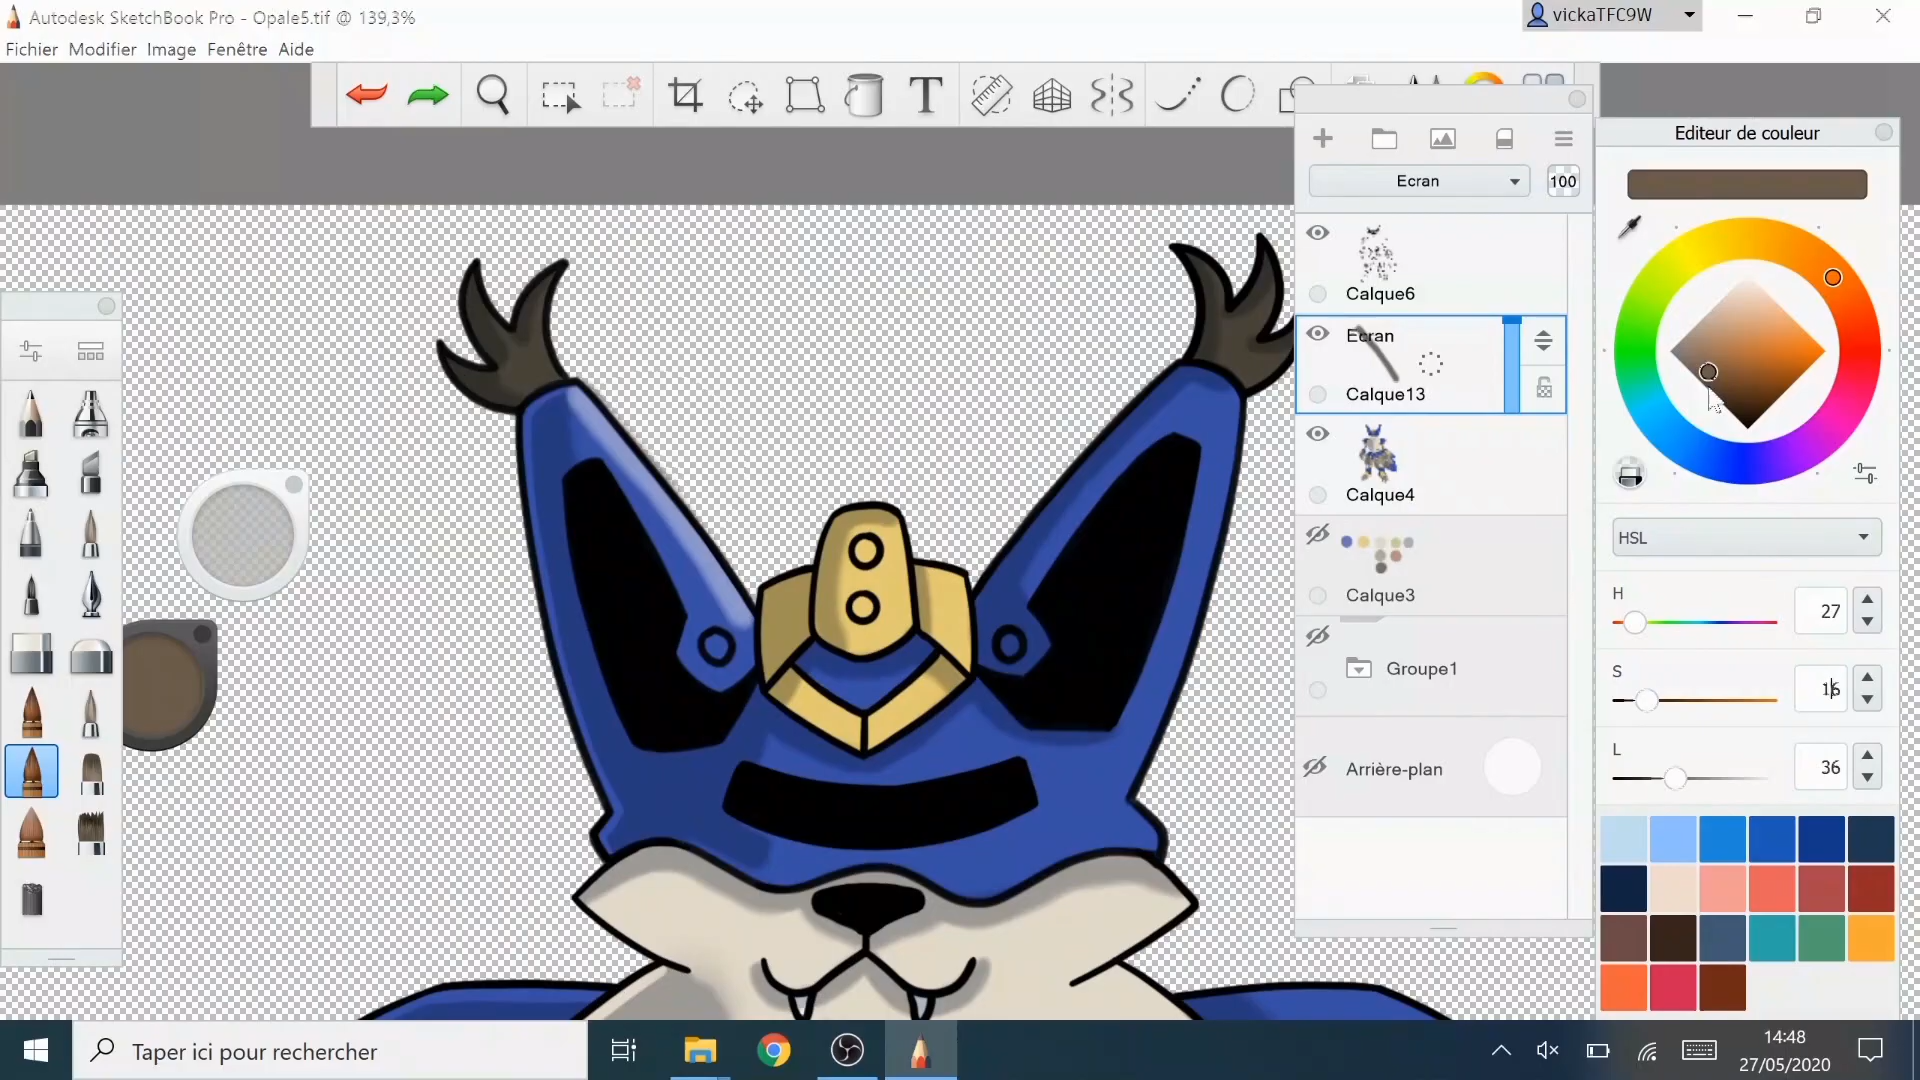 Autodesk SketchBook Pro - Opale5.tif @ 139,3%
vickaTFC9W
Fichier Modifier Image Fenêtre Aide
T
Editeur de couleur
Ecran
100
Calque6
Ecran
Calque13
Calque4
Calque3
Groupe1
Arrière-plan
HSL
H
27
S
16
L
36
Taper ici pour rechercher
14:48
27/05/2020